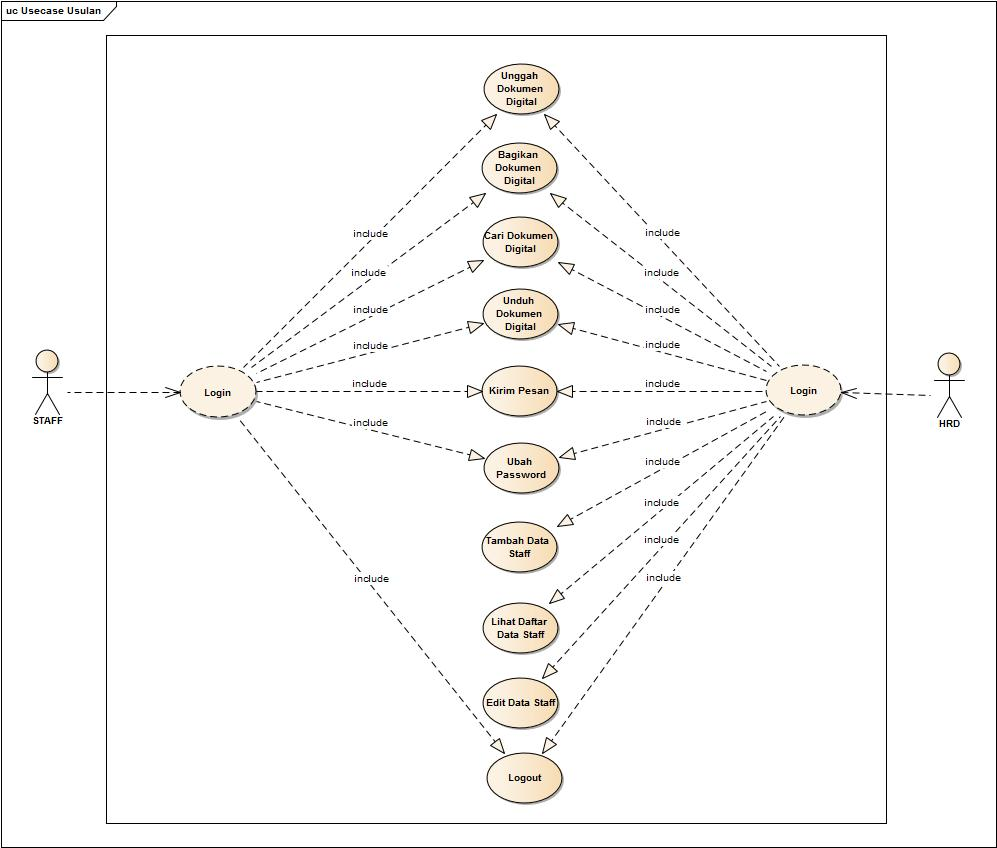 uc Usecase Usulan
Unggah
Dokumen
Digital
Bagikan
Dokumen
Digital
include
include
Cari Dokumen
Digital
include
include
include
include
Unduh
Dokumen
Digital
include
include
STAFF
Login
include
Kirim Pesan
include
Login
HRD
include
include
Ubah
Password
include
include
Tambah Data
Staff
include
include
include
Lihat Daftar
Data Staff
Edit Data Staff
Logout